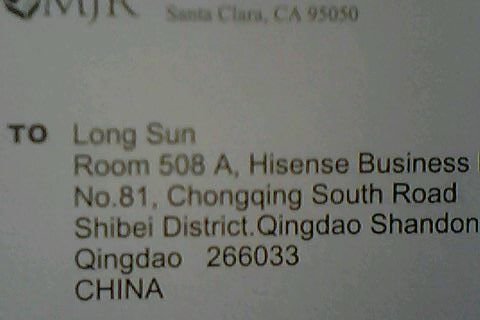 MJR
Santa Clara, CA 95050
TO Long Sun
Room 508 A, Hisense Business
No.81, Chongqing South Road
Shibei District.Qingdao Shandon
Qingdao 266033
CHINA